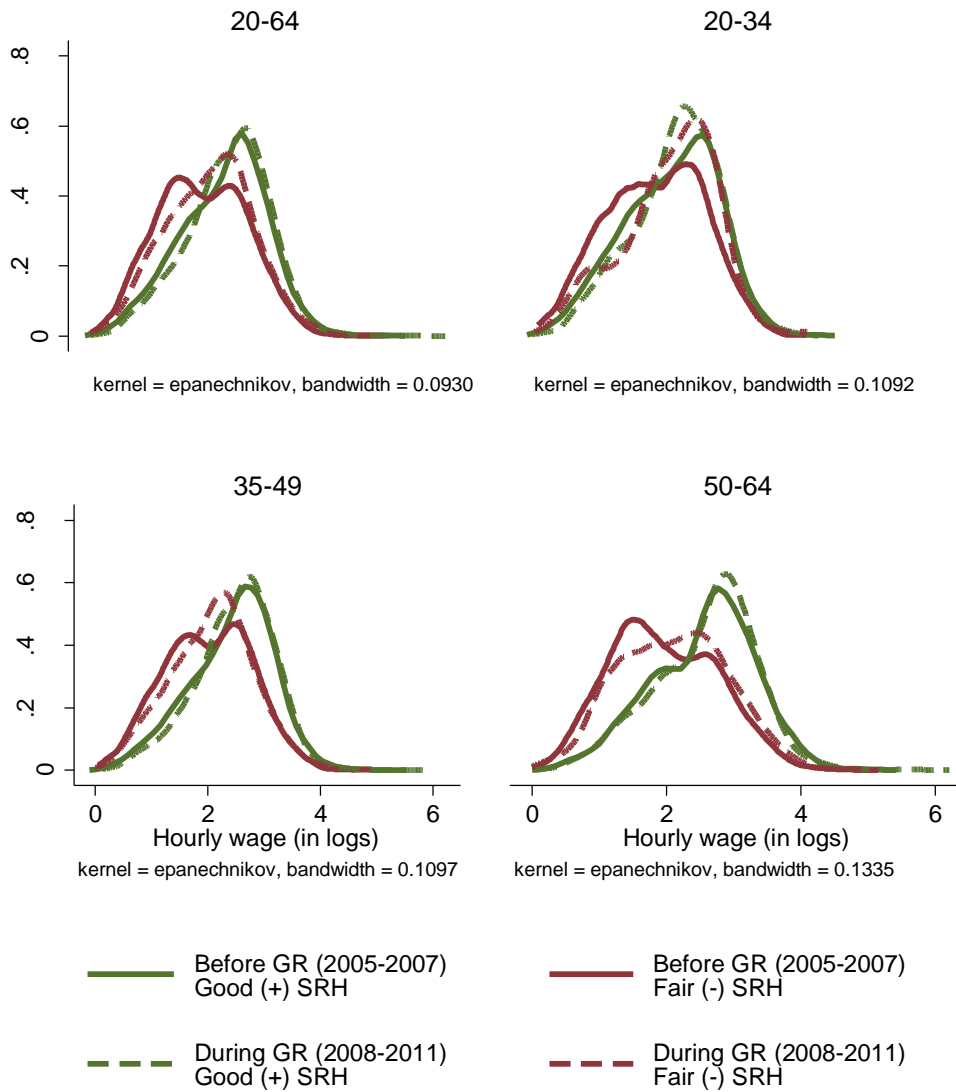 20-64
20-34
.8
.6
.4
.2
0
kernel = epanechnikov, bandwidth = 0.0930
kernel = epanechnikov, bandwidth = 0.1092
35-49
50-64
.8
.6
.4
.2
0
0 2 4 6
0 2 4 6
Hourly wage (in logs)
Hourly wage (in logs)
kernel = epanechnikov, bandwidth = 0.1097
kernel = epanechnikov, bandwidth = 0.1335
Before GR (2005-2007)
Good (+) SRH
Before GR (2005-2007)
Fair (-) SRH
During GR (2008-2011)
Good (+) SRH
During GR (2008-2011)
Fair (-) SRH